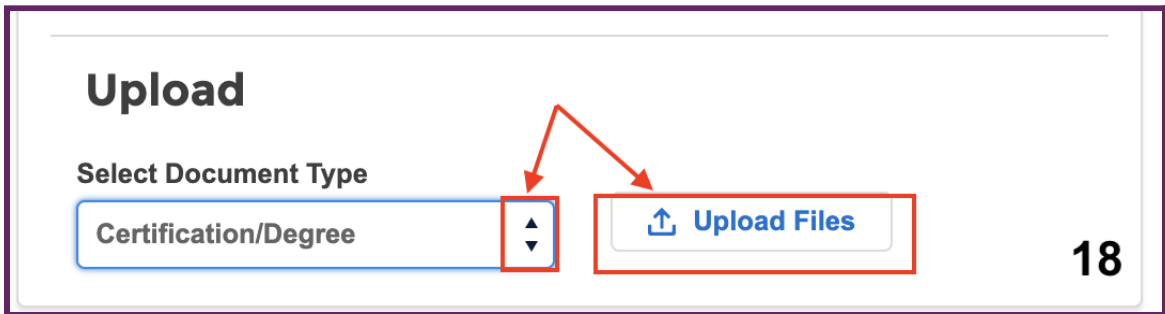 Upload
Select Document Type
Certification/Degree
Upload Files
18